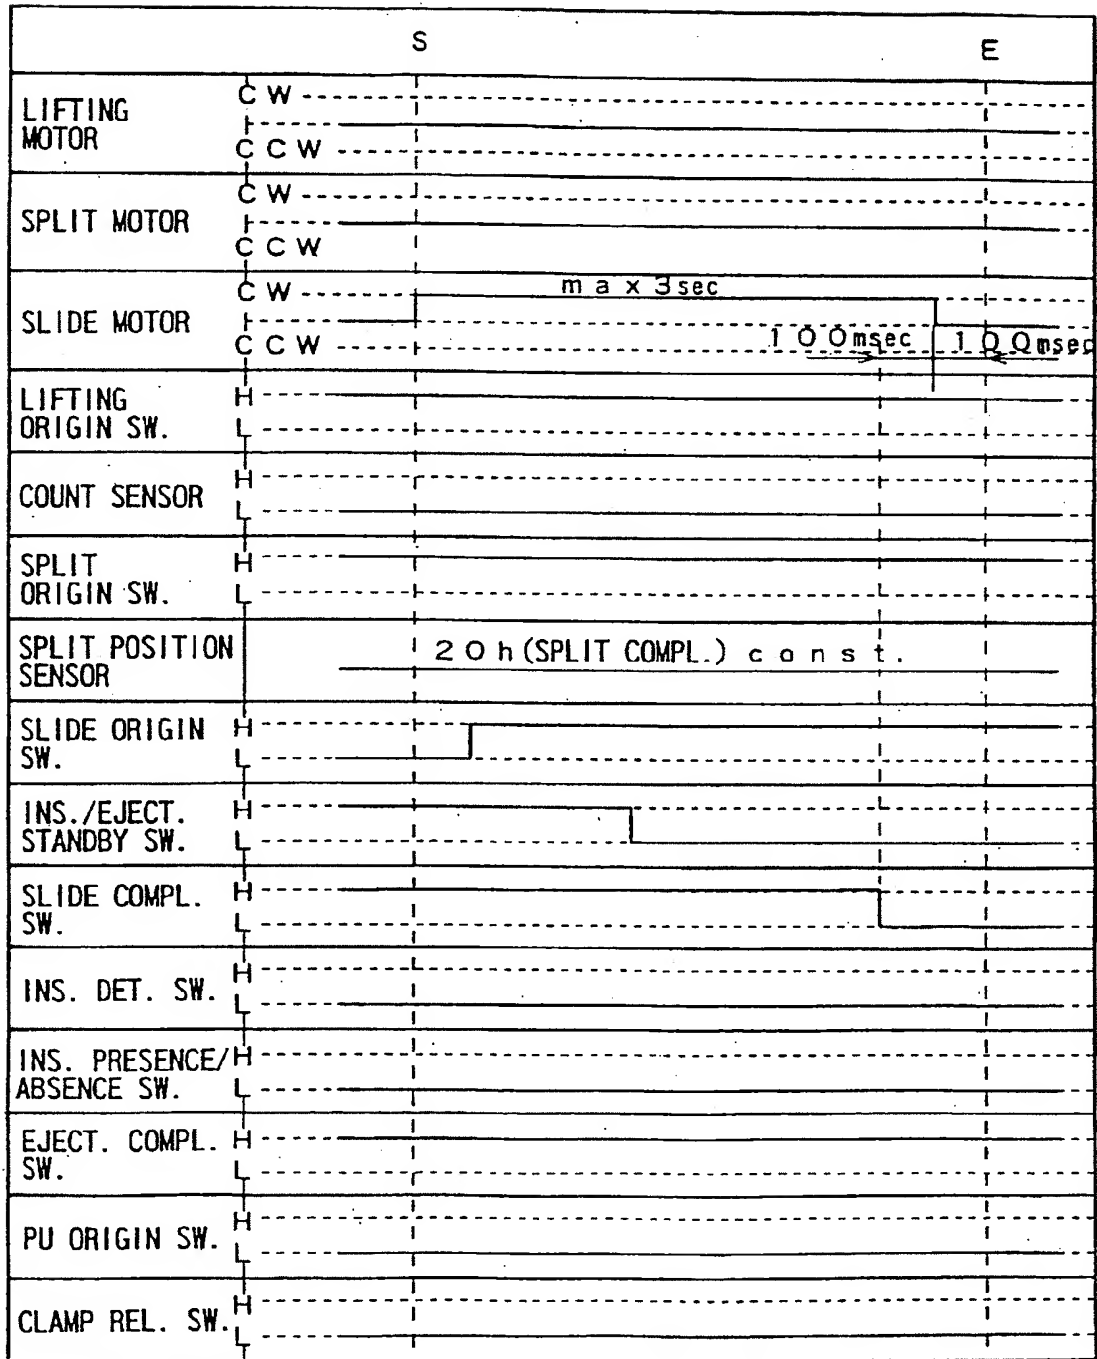 S E
LIFTING
MOTOR
CW
CCW
SPLIT MOTOR
CW
CCW
SLIDE MOTOR
CW
CCW
max 3sec
100msec 100msec
LIFTING
ORIGIN SW.
H
L
COUNT SENSOR
H
L
SPLIT
ORIGIN SW.
H
L
SPLIT POSITION
SENSOR
20h (SPLIT COMPL.) const.
SLIDE ORIGIN
SW.
H
L
INS./EJECT.
STANDBY SW.
H
L
SLIDE COMPL.
SW.
H
L
INS. DET. SW.
H
L
INS. PRESENCE/
ABSENCE SW.
H
L
EJECT. COMPL.
SW.
H
L
PU ORIGIN SW.
H
L
CLAMP REL. SW.
H
L